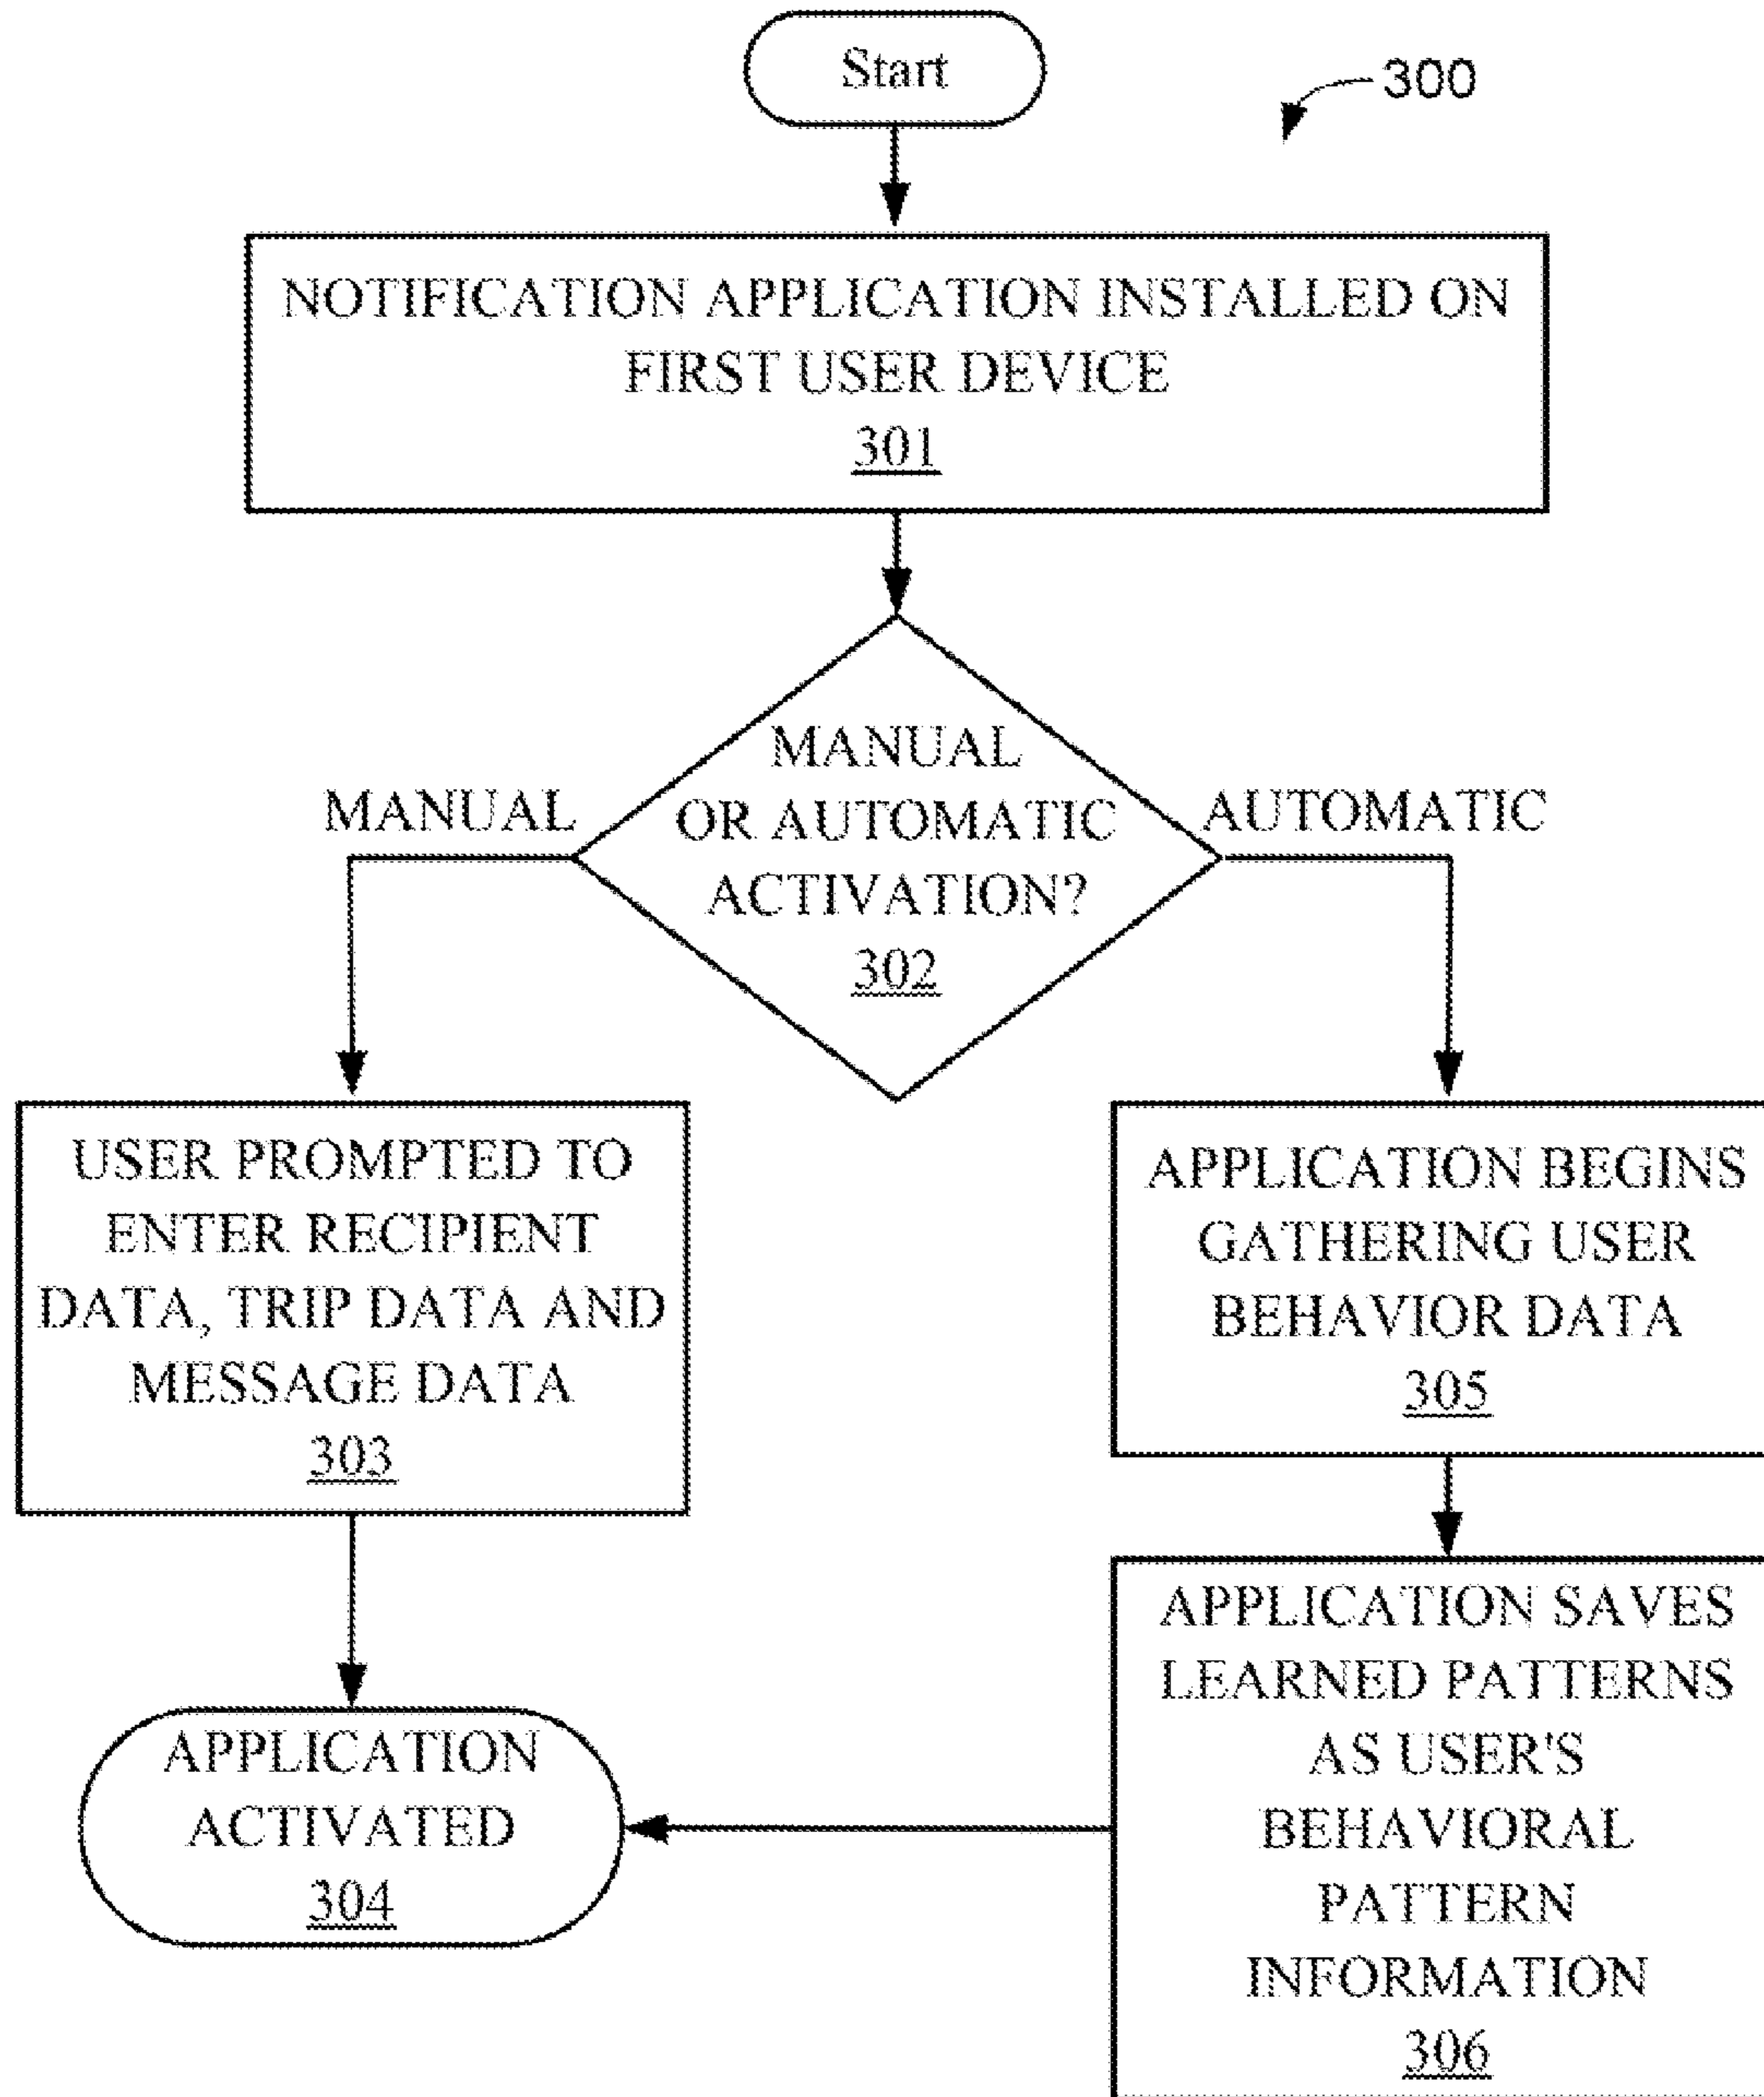 Start
300
NOTIFICATION APPLICATION INSTALLED ON
FIRST USER DEVICE
301
MANUAL
OR AUTOMATIC
ACTIVATION?
302
MANUAL
AUTOMATIC
USER PROMPTED TO
ENTER RECIPIENT
DATA, TRIP DATA AND
MESSAGE DATA
303
APPLICATION BEGINS
GATHERING USER
BEHAVIOR DATA
305
APPLICATION SAVES
LEARNED PATTERNS
AS USER'S
BEHAVIORAL
PATTERN
INFORMATION
306
APPLICATION
ACTIVATED
304